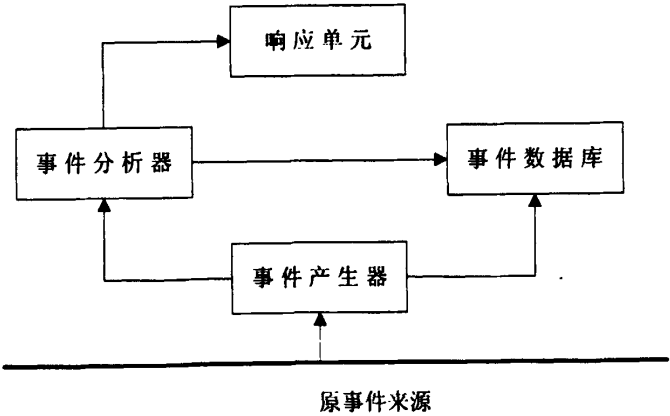 响应单元
事件分析器
事件数据库
事件产生器
原事件来源